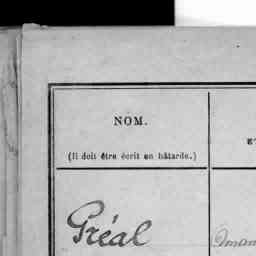 NOM.
(Il doit être écrit en bâtarde.)
Préal